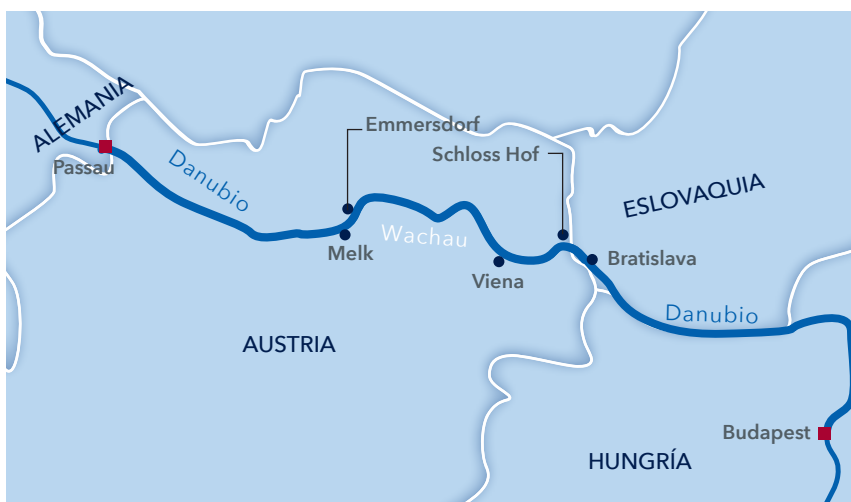 ALEMANIA
Passau
Danubio
Emmersdorf
Schloss Hof
Melk
Wachau
Viena
ESLOVAQUIA
Bratislava
Danubio
AUSTRIA
Budapest
HUNGRÍA